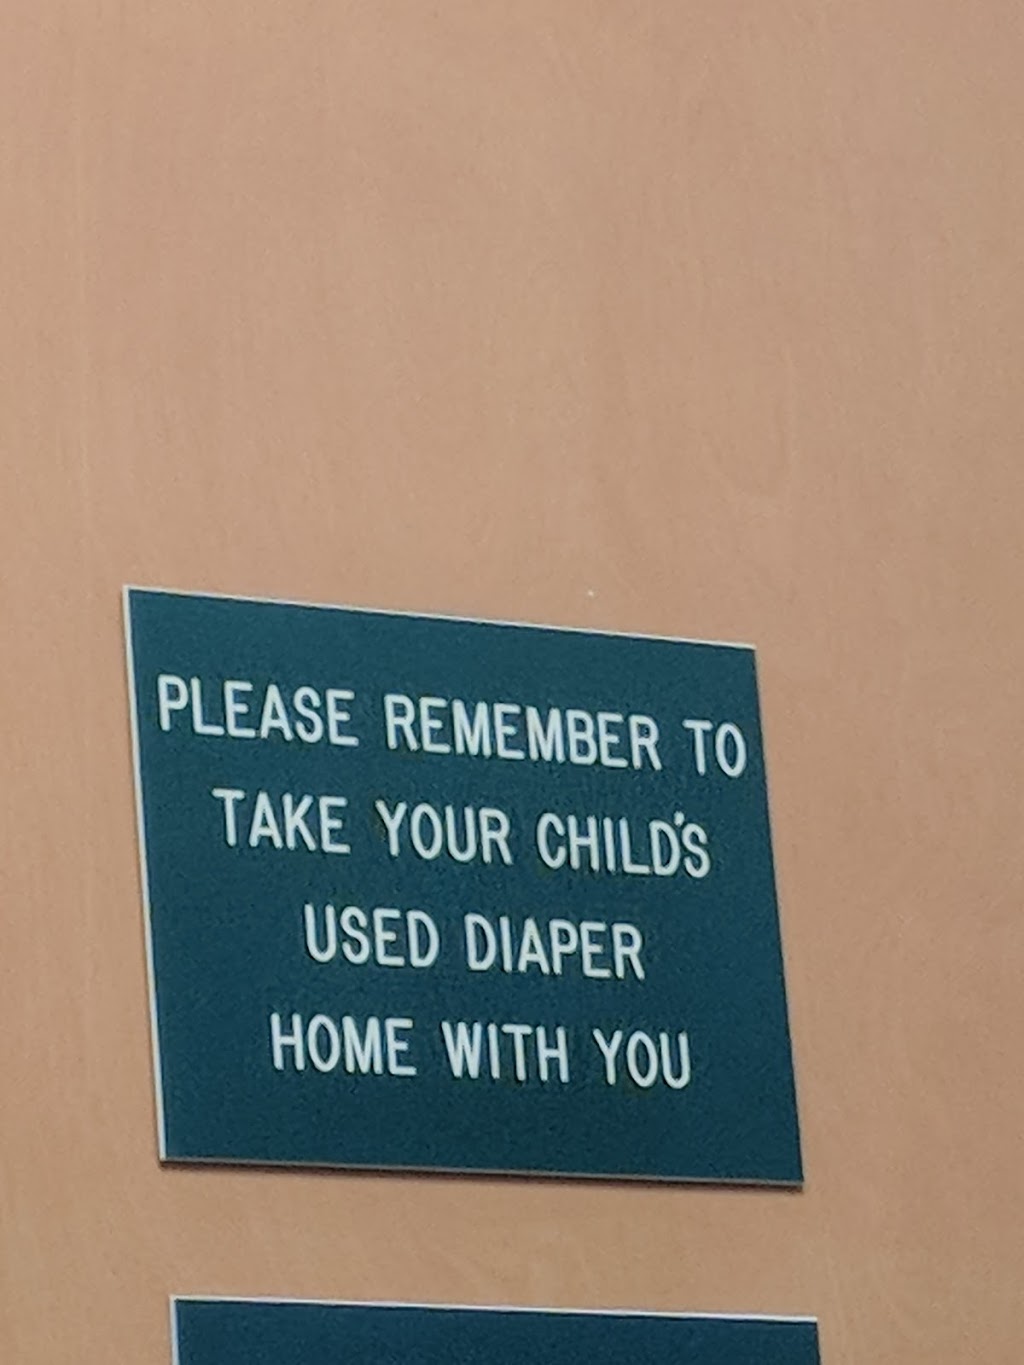 PLEASE REMEMBER TO
TAKE YOUR CHILD'S
USED DIAPER
HOME WITH YOU